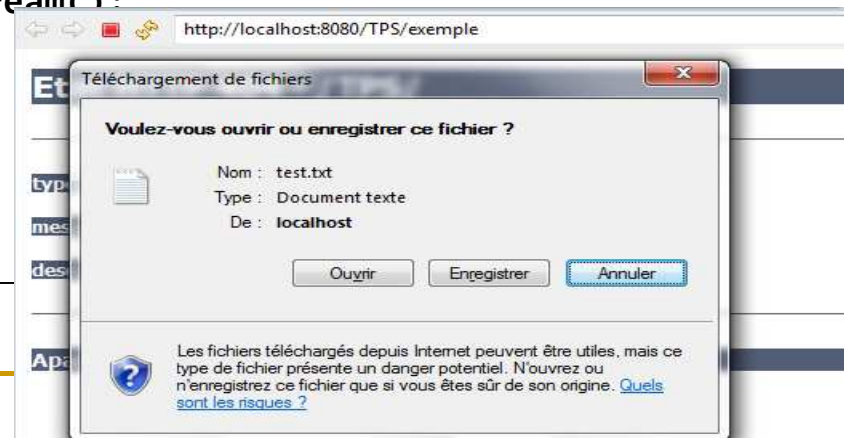 http://localhost:8080/TPS/exemple
Et
Téléchargement de fichiers
Voulez-vous ouvrir ou enregistrer ce fichier ?
Nom : test.txt
Type : Document texte
De : localhost
Ouvrir Enregistrer Annuler
Les fichiers téléchargés depuis Internet peuvent être utiles, mais ce
type de fichier présente un danger potentiel. N'ouvrez ou
n'enregistrez ce fichier que si vous êtes sûr de son origine. Quels
sont les risques ?